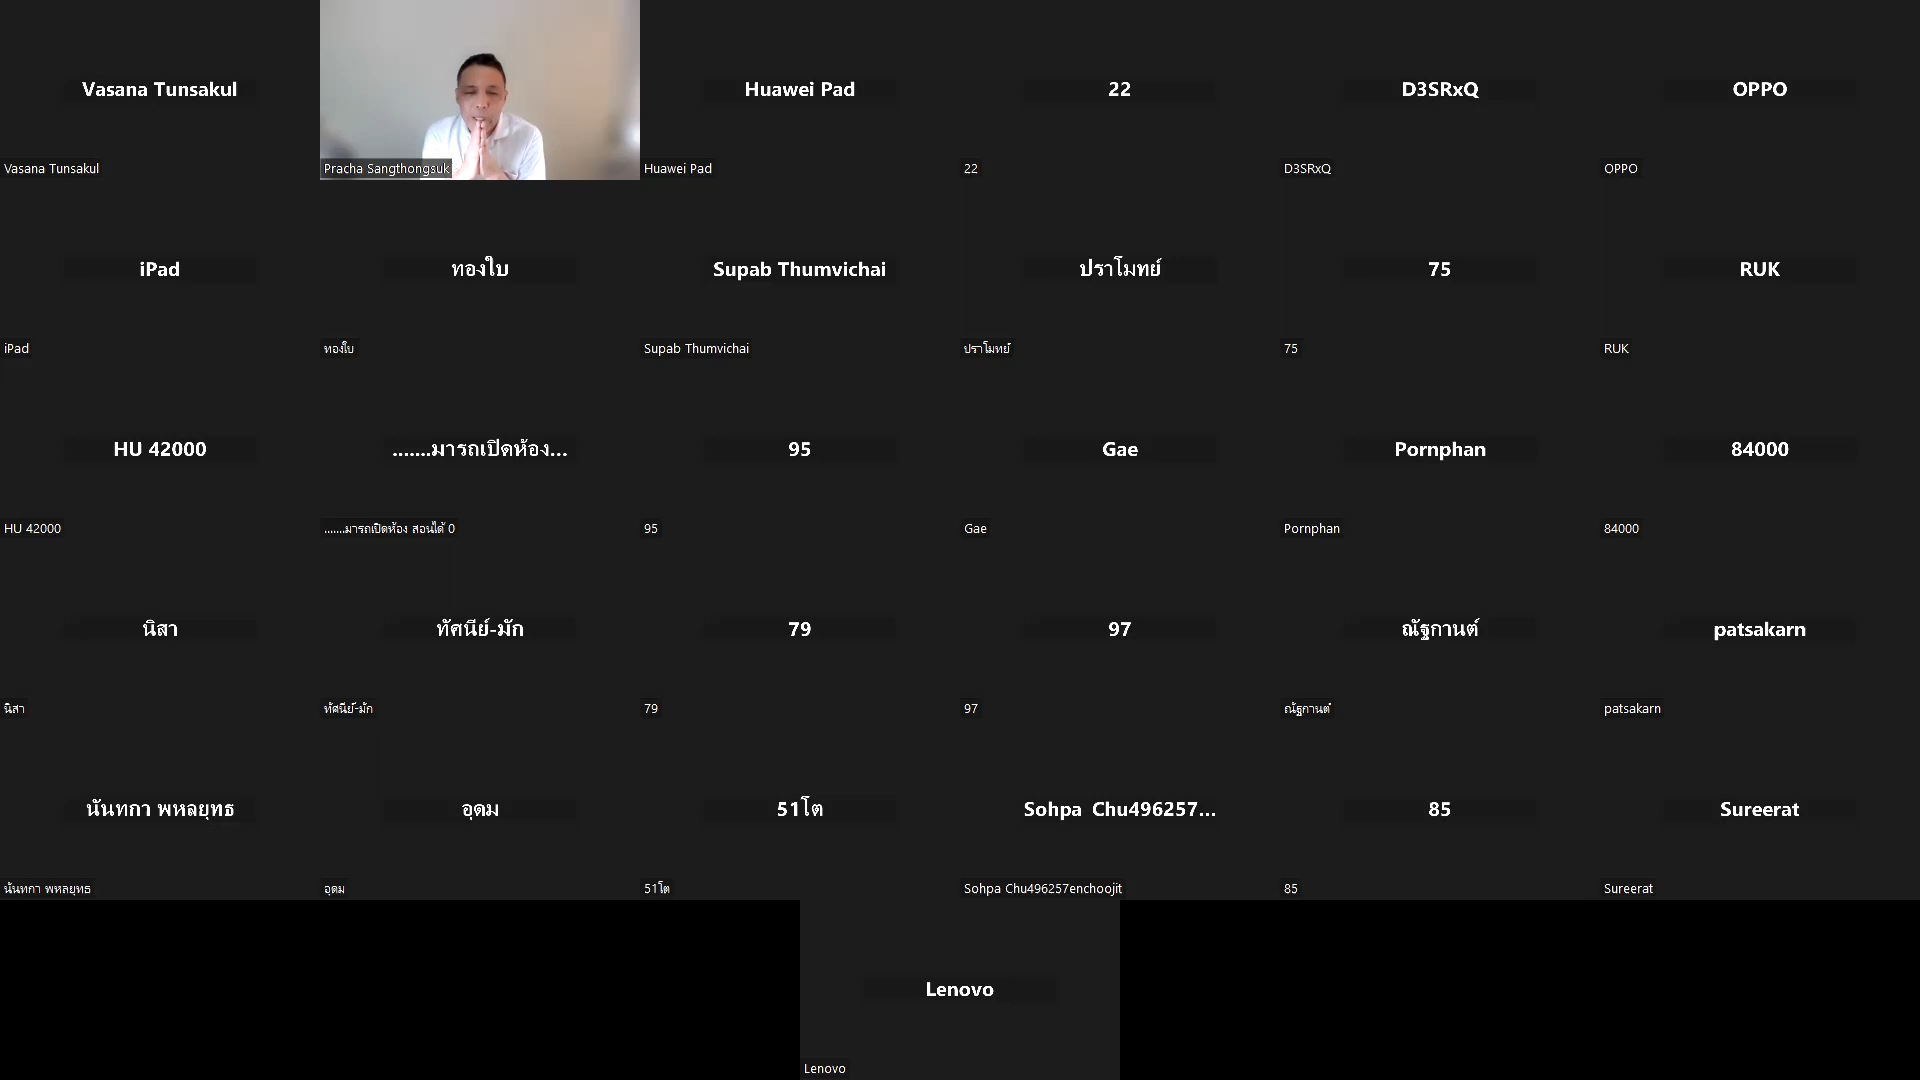 Vasana Tunsakul
Huawei Pad
22
D3SRxQ
OPPO
Vasana Tunsakul
Pracha Sangthongsuk
Huawei Pad
22
D3SRxQ
OPPO
iPad
ทองใบ
Supab Thumvichai
ปราโมทย์
75
RUK
iPad
ทองใบ
Supab Thumvichai
ปราโมทย์
75
RUK
HU 42000
.......มารถเปิดห้อง...
95
Gae
Pornphan
84000
HU 42000
.......มารถเปิดห้อง สอนได้ 0
95
Gae
Pornphan
84000
นิสา
ทัศนีย์-มัก
79
97
ณัฐกานต์
patsakarn
นิสา
ทัศนีย์-มัก
79
97
ณัฐกานต์
patsakarn
นันทกา พหลยุทธ
อุดม
51โต
Sohpa Chu496257...
85
Sureerat
นันทกา พหลยุทธ
อุดม
51โต
Sohpa Chu496257enchoojit
85
Sureerat
Lenovo
Lenovo